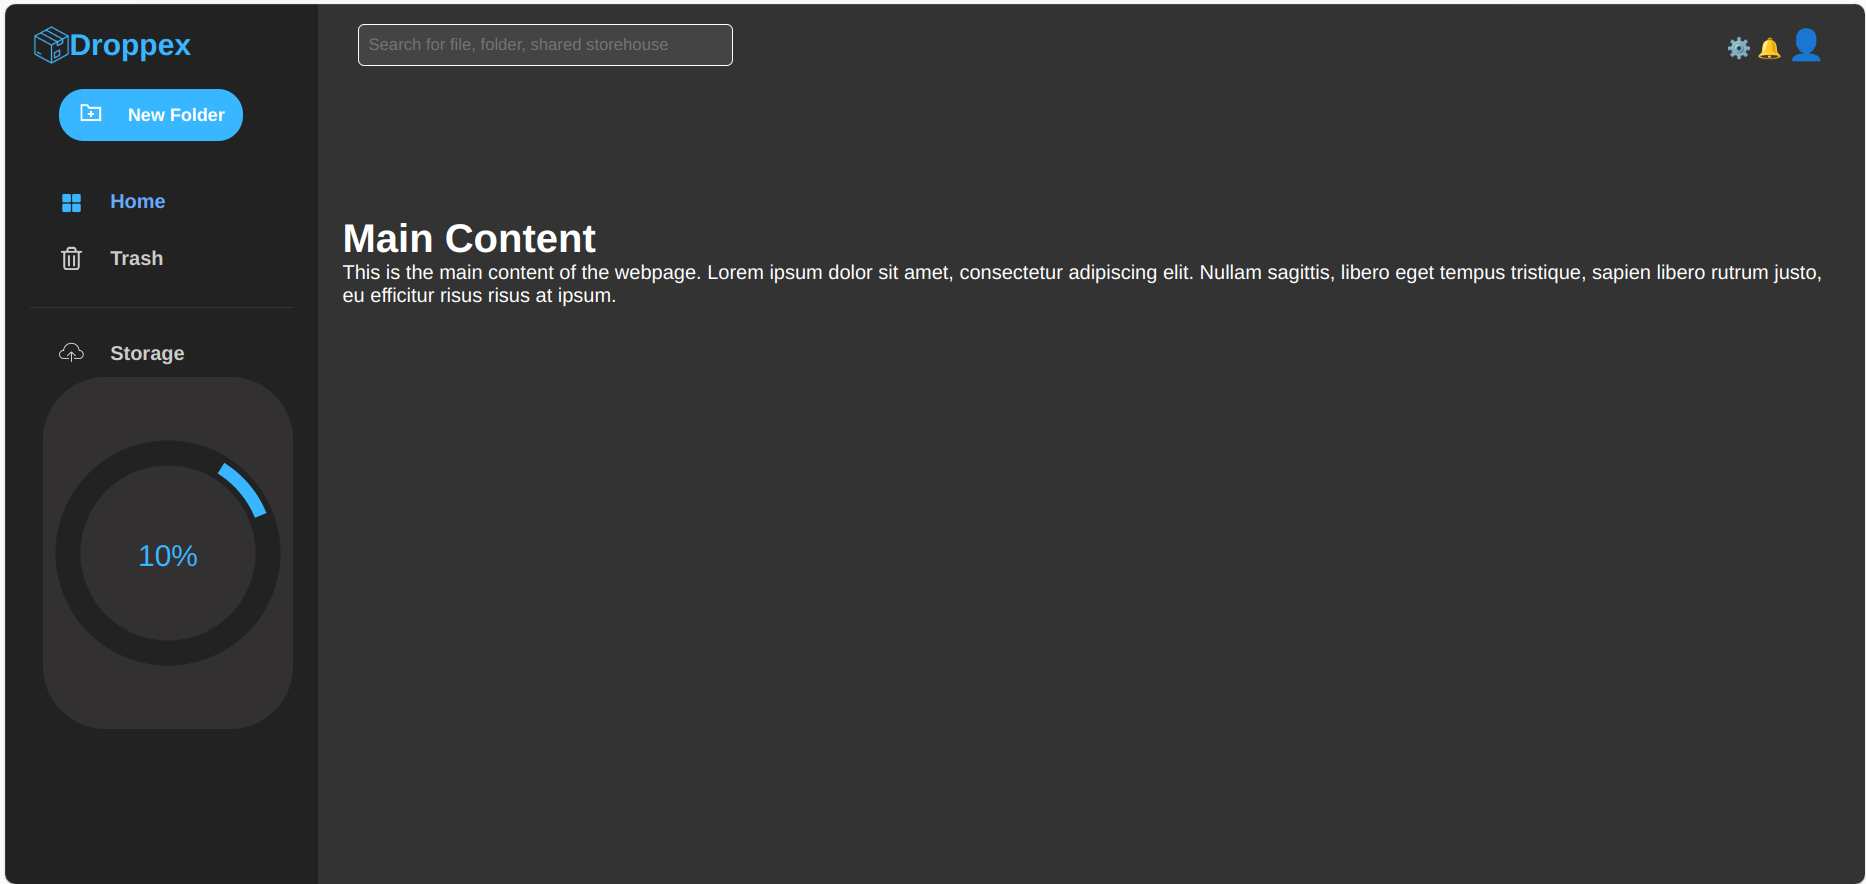 Droppex
Search for file, folder, shared storehouse
New Folder
Home
Trash
Storage
10%
Main Content
This is the main content of the webpage. Lorem ipsum dolor sit amet, consectetur adipiscing elit. Nullam sagittis, libero eget tempus tristique, sapien libero rutrum justo,
eu efficitur risus risus at ipsum.